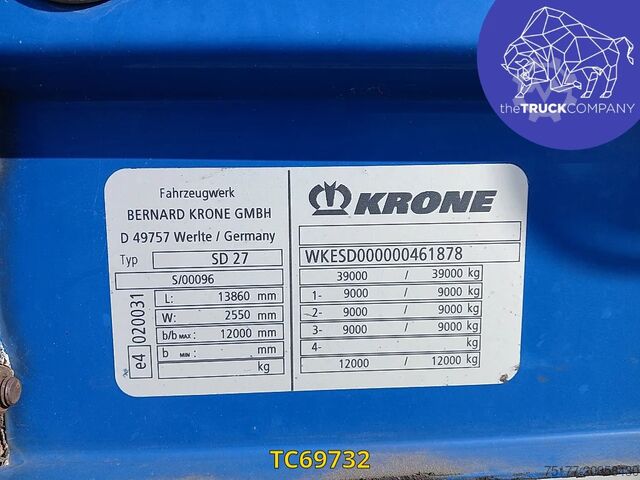 theTRUCKCOMPANY
Fahrzeugwerk
BERNARD KRONE GMBH
D 49757 Werlte / Germany
Typ SD 27
S/00096
L: 13860 mm
W: 2550 mm
b/b MAX: 12000 mm
b MIN: mm
kg
e4 020031
KRONE
WKESD000000461878
39000 / 39000 kg
1- 9000 / 9000 kg
2- 9000 / 9000 kg
3- 9000 / 9000 kg
4- kg
12000 / 12000 kg
TC69732